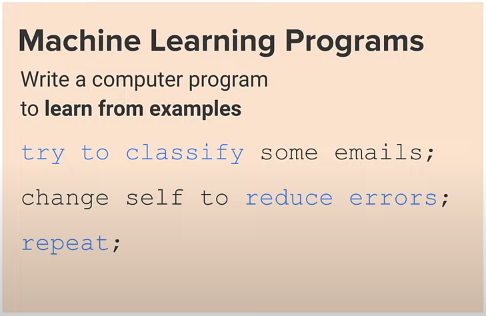 Machine Learning Programs
Write a computer program
to learn from examples
try to classify some emails;
change self to reduce errors;
repeat;